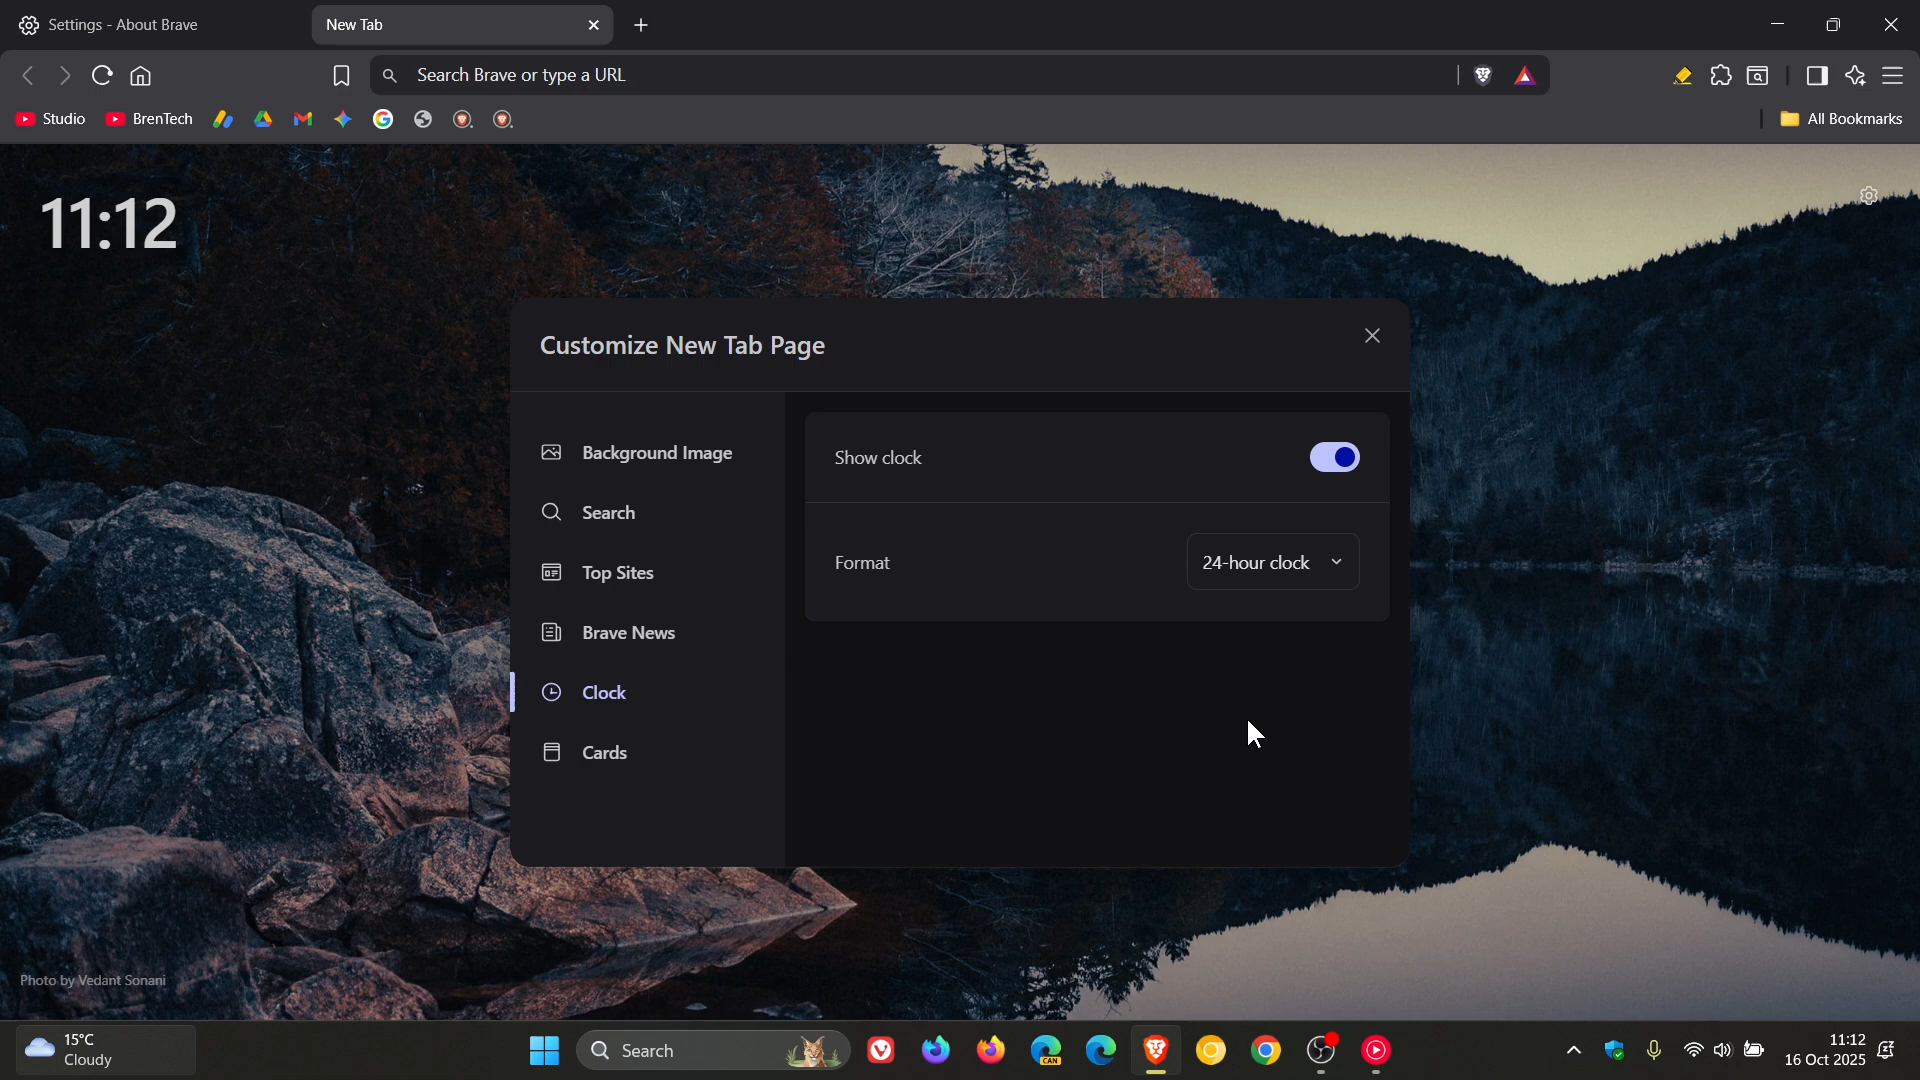 Settings - About Brave
New Tab
Search Brave or type a URL
Studio
BrenTech
All Bookmarks
11:12
Customize New Tab Page
Background Image
Search
Top Sites
Brave News
Clock
Cards
Show clock
Format
24-hour clock
Photo by Vedant Sonani
15°C
Cloudy
Search
CAN
11:12
16 Oct 2025